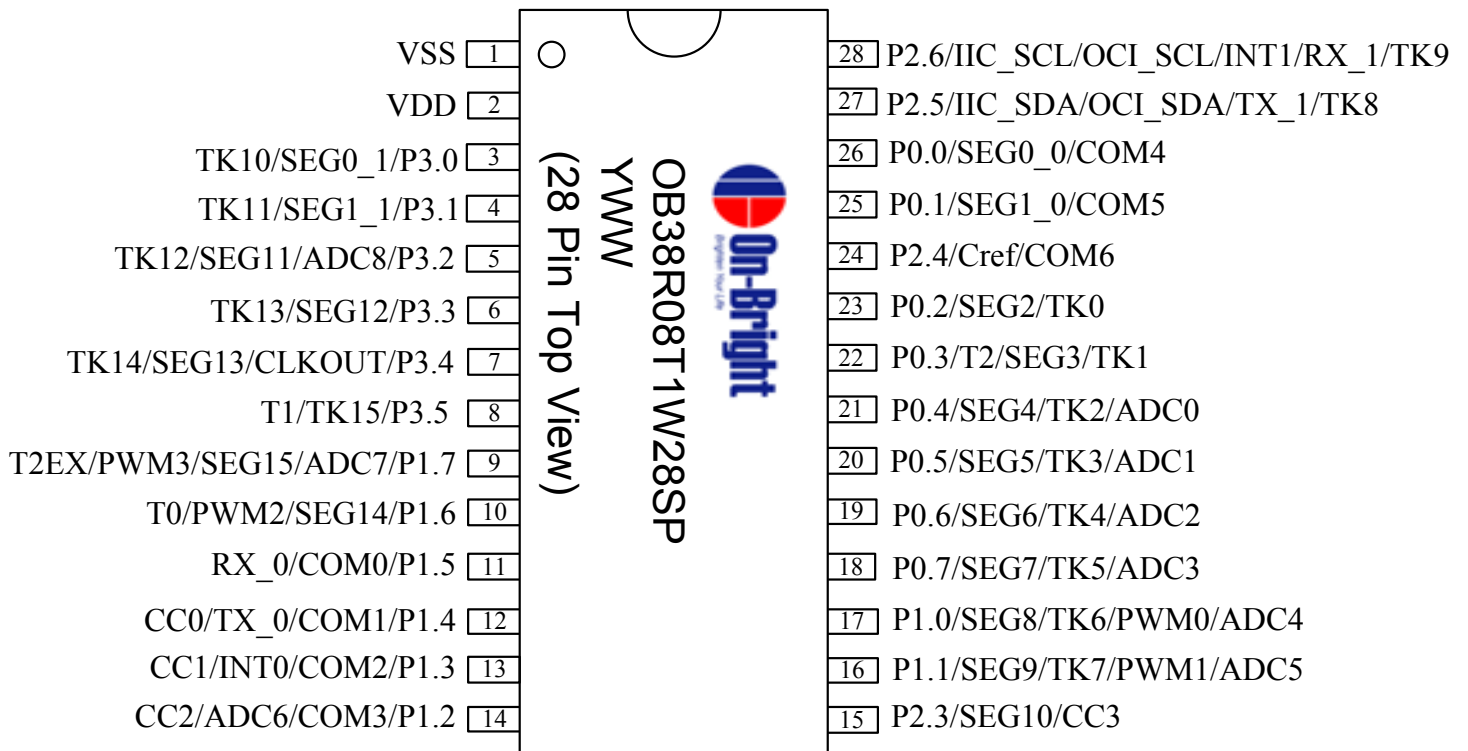 VSS 1
VDD 2
TK10/SEG0_1/P3.0 3
TK11/SEG1_1/P3.1 4
TK12/SEG11/ADC8/P3.2 5
TK13/SEG12/P3.3 6
TK14/SEG13/CLKOUT/P3.4 7
T1/TK15/P3.5 8
T2EX/PWM3/SEG15/ADC7/P1.7 9
T0/PWM2/SEG14/P1.6 10
RX_0/COM0/P1.5 11
CC0/TX_0/COM1/P1.4 12
CC1/INT0/COM2/P1.3 13
CC2/ADC6/COM3/P1.2 14
On-Bright
Brighten Your Life
OB38R08T1W28SP
YWW
(28 Pin Top View)
28 P2.6/IIC_SCL/OCI_SCL/INT1/RX_1/TK9
27 P2.5/IIC_SDA/OCI_SDA/TX_1/TK8
26 P0.0/SEG0_0/COM4
25 P0.1/SEG1_0/COM5
24 P2.4/Cref/COM6
23 P0.2/SEG2/TK0
22 P0.3/T2/SEG3/TK1
21 P0.4/SEG4/TK2/ADC0
20 P0.5/SEG5/TK3/ADC1
19 P0.6/SEG6/TK4/ADC2
18 P0.7/SEG7/TK5/ADC3
17 P1.0/SEG8/TK6/PWM0/ADC4
16 P1.1/SEG9/TK7/PWM1/ADC5
15 P2.3/SEG10/CC3